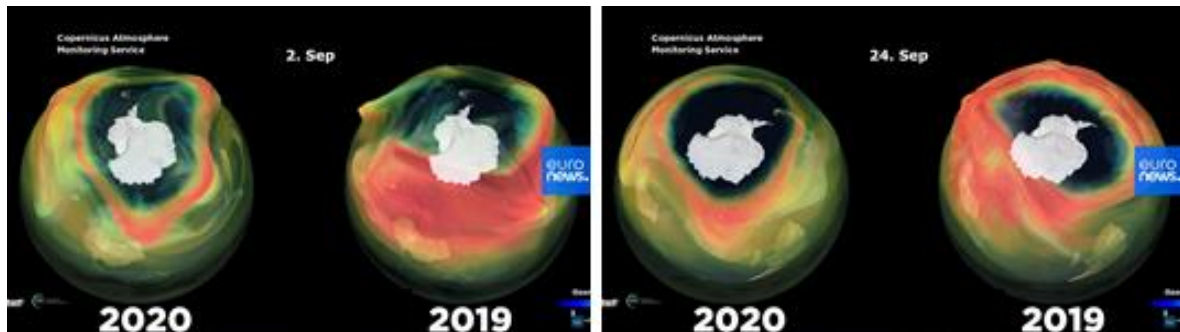 Copernicus Atmosphere
Monitoring Service
2. Sep
euro
news.
2020
2019
Copernicus Atmosphere
Monitoring Service
24. Sep
euro
news.
2020
2019